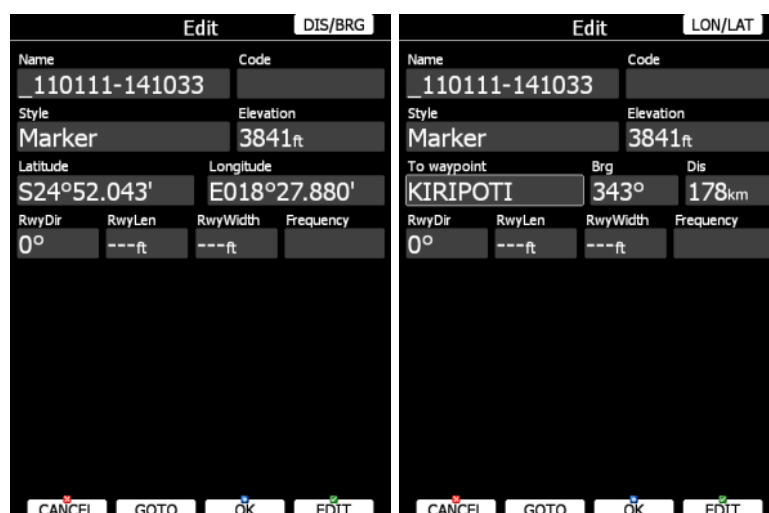 Edit DIS/BRG
Name Code
_110111-141033
Style Elevation
Marker 3841ft
Latitude Longitude
S24°52.043' E018°27.880'
RwyDir RwyLen RwyWidth Frequency
0° ---ft ---ft
CANCEL GOTO OK EDIT
Edit LON/LAT
Name Code
_110111-141033
Style Elevation
Marker 3841ft
To waypoint Brg Dis
KIRIPOTI 343° 178km
RwyDir RwyLen RwyWidth Frequency
0° ---ft ---ft
CANCEL GOTO OK EDIT